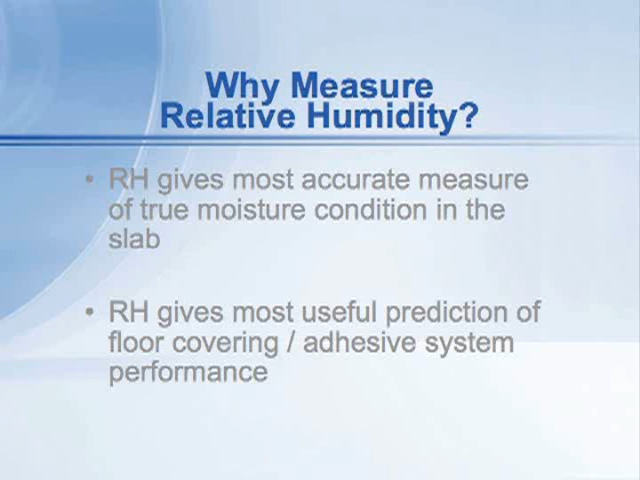 Why Measure
Relative Humidity?
• RH gives most accurate measure
of true moisture condition in the
slab
• RH gives most useful prediction of
floor covering / adhesive system
performance